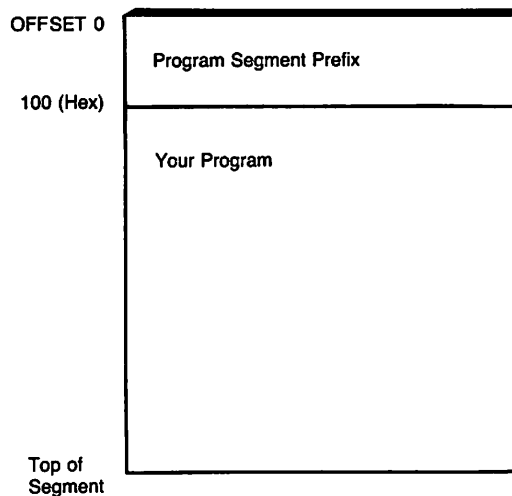 OFFSET 0
Program Segment Prefix
100 (Hex)
Your Program
Top of
Segment